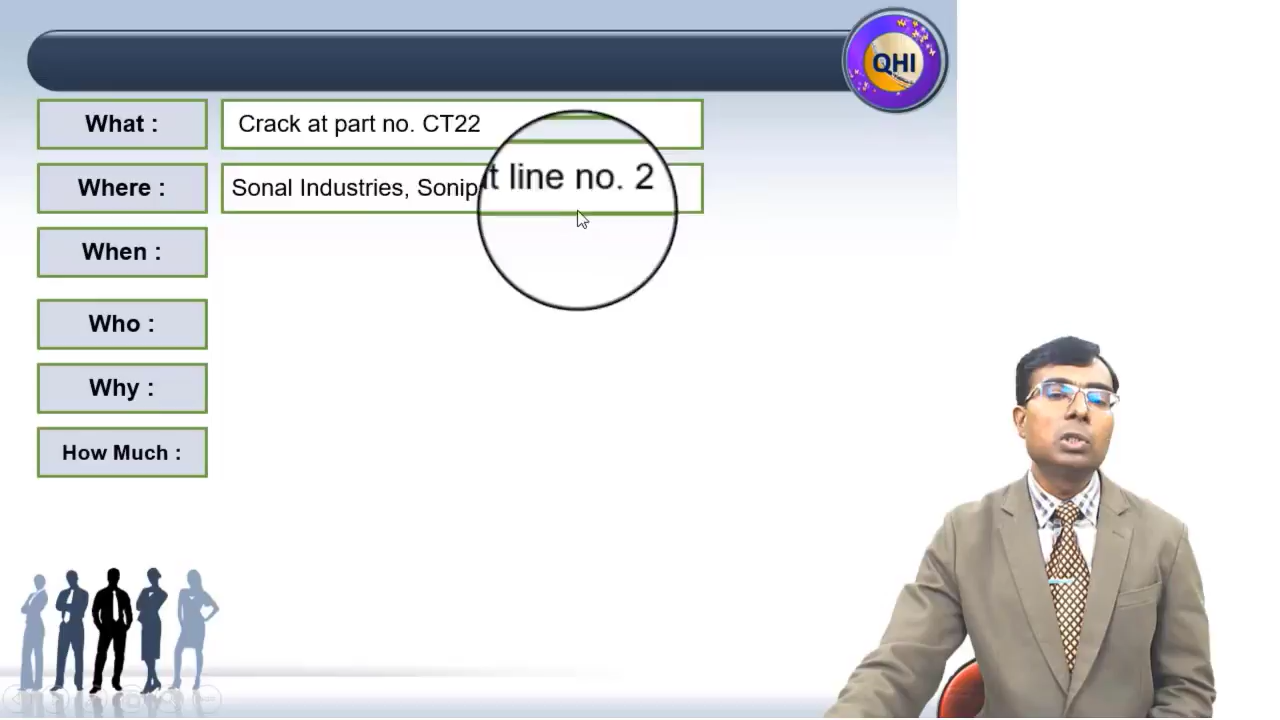 QHI
What :
Crack at part no. CT22
Where :
Sonal Industries, Sonip
t line no. 2
When :
Who :
Why :
How Much :